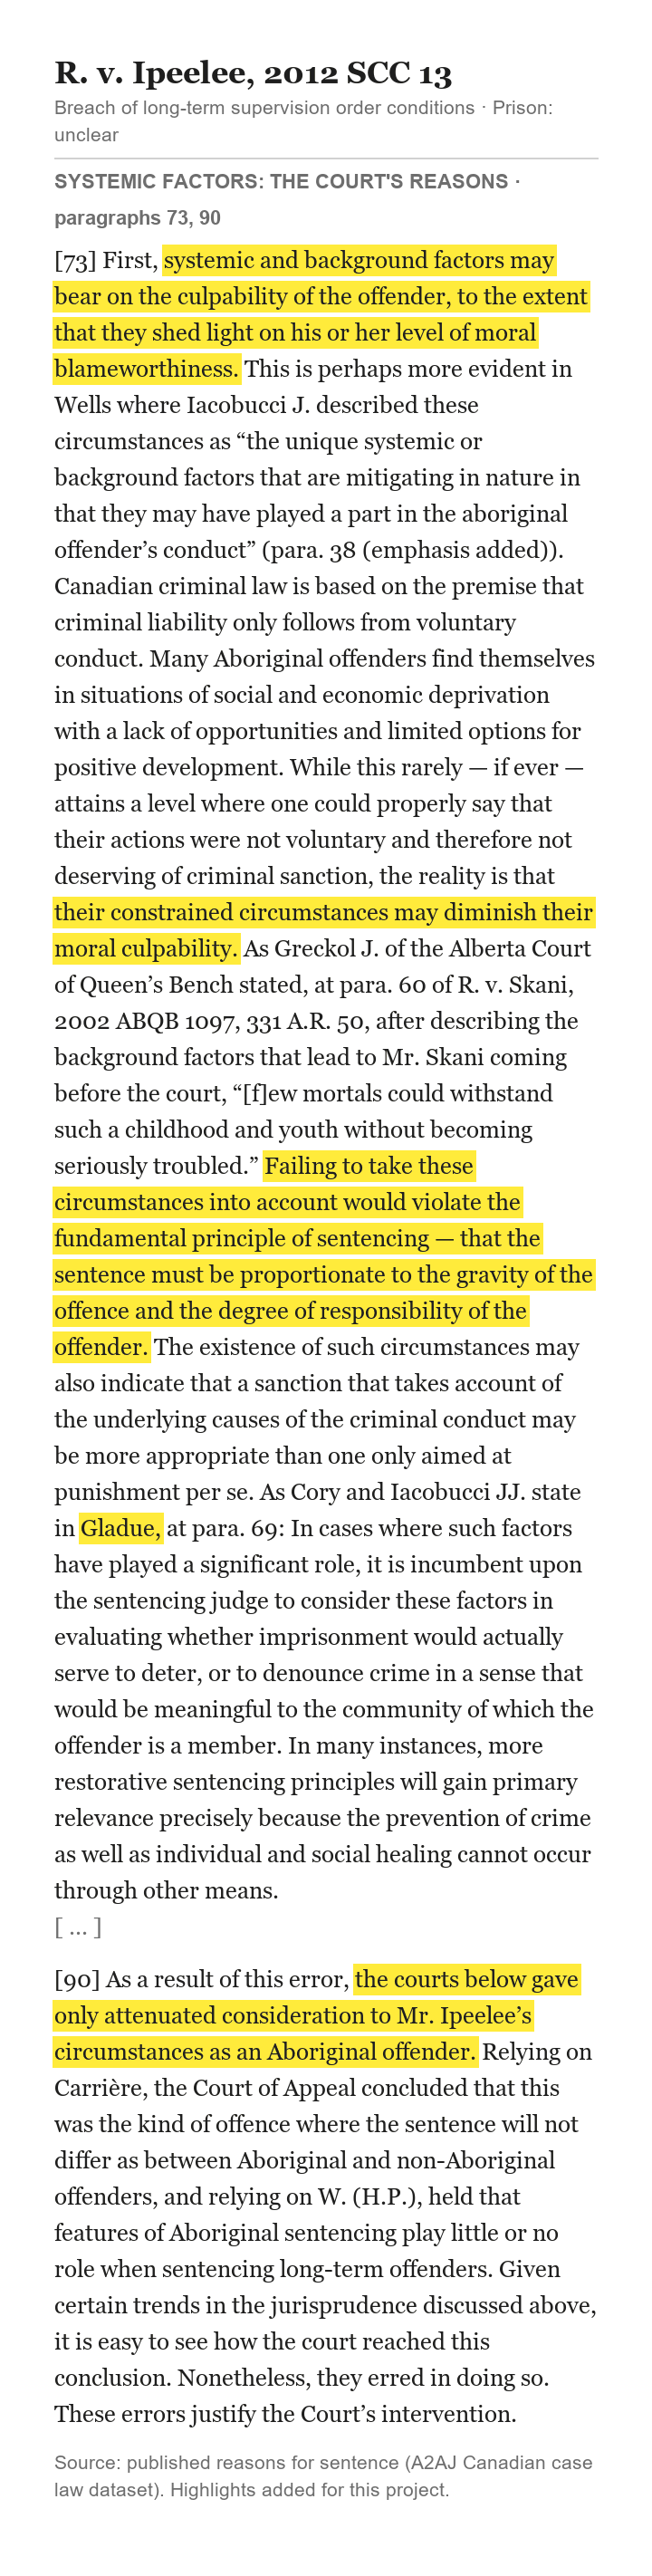 R. v. Ipeelee, 2012 SCC 13
Breach of long-term supervision order conditions · Prison:
unclear
SYSTEMIC FACTORS: THE COURT'S REASONS ·
paragraphs 73, 90
[73] First, systemic and background factors may
bear on the culpability of the offender, to the extent
that they shed light on his or her level of moral
blameworthiness. This is perhaps more evident in
Wells where Iacobucci J. described these
circumstances as “the unique systemic or
background factors that are mitigating in nature in
that they may have played a part in the aboriginal
offender’s conduct” (para. 38 (emphasis added)).
Canadian criminal law is based on the premise that
criminal liability only follows from voluntary
conduct. Many Aboriginal offenders find themselves
in situations of social and economic deprivation
with a lack of opportunities and limited options for
positive development. While this rarely — if ever —
attains a level where one could properly say that
their actions were not voluntary and therefore not
deserving of criminal sanction, the reality is that
their constrained circumstances may diminish their
moral culpability. As Greckol J. of the Alberta Court
of Queen’s Bench stated, at para. 60 of R. v. Skani,
2002 ABQB 1097, 331 A.R. 50, after describing the
background factors that lead to Mr. Skani coming
before the court, “[f]ew mortals could withstand
such a childhood and youth without becoming
seriously troubled.” Failing to take these
circumstances into account would violate the
fundamental principle of sentencing — that the
sentence must be proportionate to the gravity of the
offence and the degree of responsibility of the
offender. The existence of such circumstances may
also indicate that a sanction that takes account of
the underlying causes of the criminal conduct may
be more appropriate than one only aimed at
punishment per se. As Cory and Iacobucci JJ. state
in Gladue, at para. 69: In cases where such factors
have played a significant role, it is incumbent upon
the sentencing judge to consider these factors in
evaluating whether imprisonment would actually
serve to deter, or to denounce crime in a sense that
would be meaningful to the community of which the
offender is a member. In many instances, more
restorative sentencing principles will gain primary
relevance precisely because the prevention of crime
as well as individual and social healing cannot occur
through other means.
[ ... ]
[90] As a result of this error, the courts below gave
only attenuated consideration to Mr. Ipeelee’s
circumstances as an Aboriginal offender. Relying on
Carrière, the Court of Appeal concluded that this
was the kind of offence where the sentence will not
differ as between Aboriginal and non-Aboriginal
offenders, and relying on W. (H.P.), held that
features of Aboriginal sentencing play little or no
role when sentencing long-term offenders. Given
certain trends in the jurisprudence discussed above,
it is easy to see how the court reached this
conclusion. Nonetheless, they erred in doing so.
These errors justify the Court’s intervention.
Source: published reasons for sentence (A2AJ Canadian case
law dataset). Highlights added for this project.